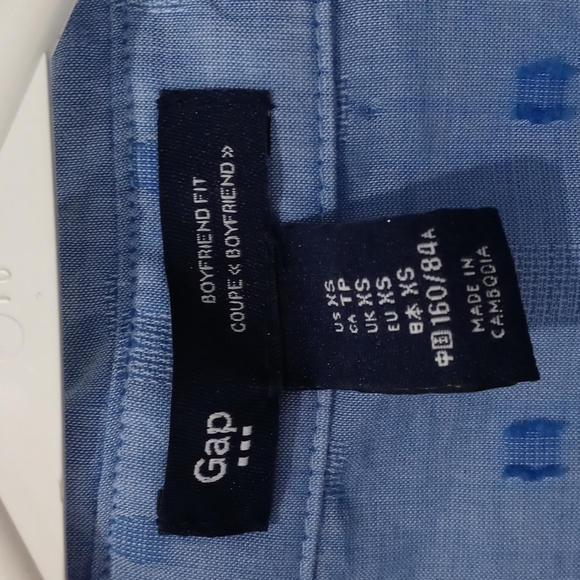 Gap
BOYFRIEND FIT
COUPE « BOYFRIEND »
US XS
CA TP
UK XS
EU XS
日本 XS
中国 160/84A
MADE IN
CAMBODIA